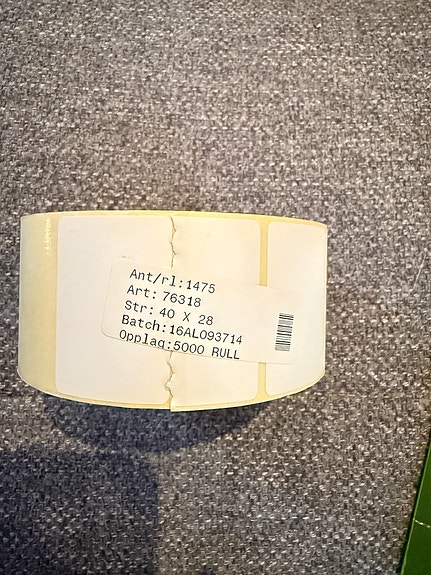 Ant/rl:1475
Art: 76318
Str: 40 X 28
Batch:16AL093714
Opplag:5000 RULL